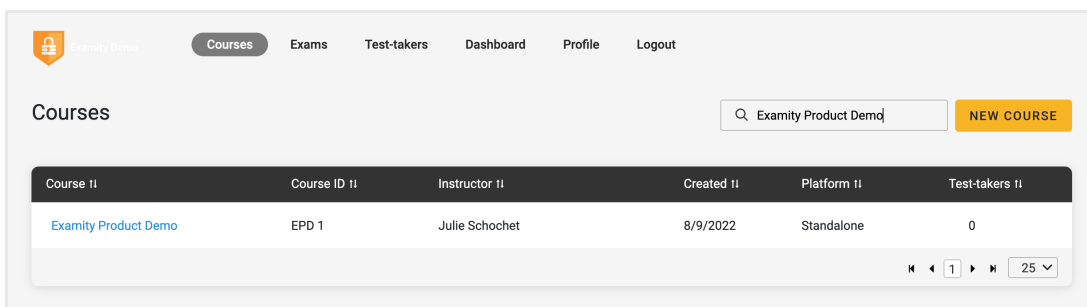 Examity Demo Courses Exams Test-takers Dashboard Profile Logout
Courses Examity Product Demo NEW COURSE
Course Course ID Instructor Created Platform Test-takers
Examity Product Demo EPD 1 Julie Schochet 8/9/2022 Standalone 0
1 25